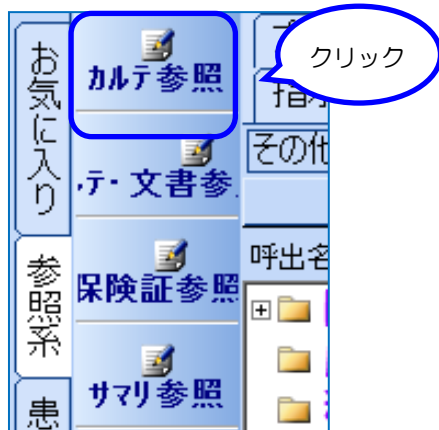 お気に入り
参照系
患
カルテ参照
テ・文書参
保険証参照
サマリ参照
クリック
指
その他
呼出名